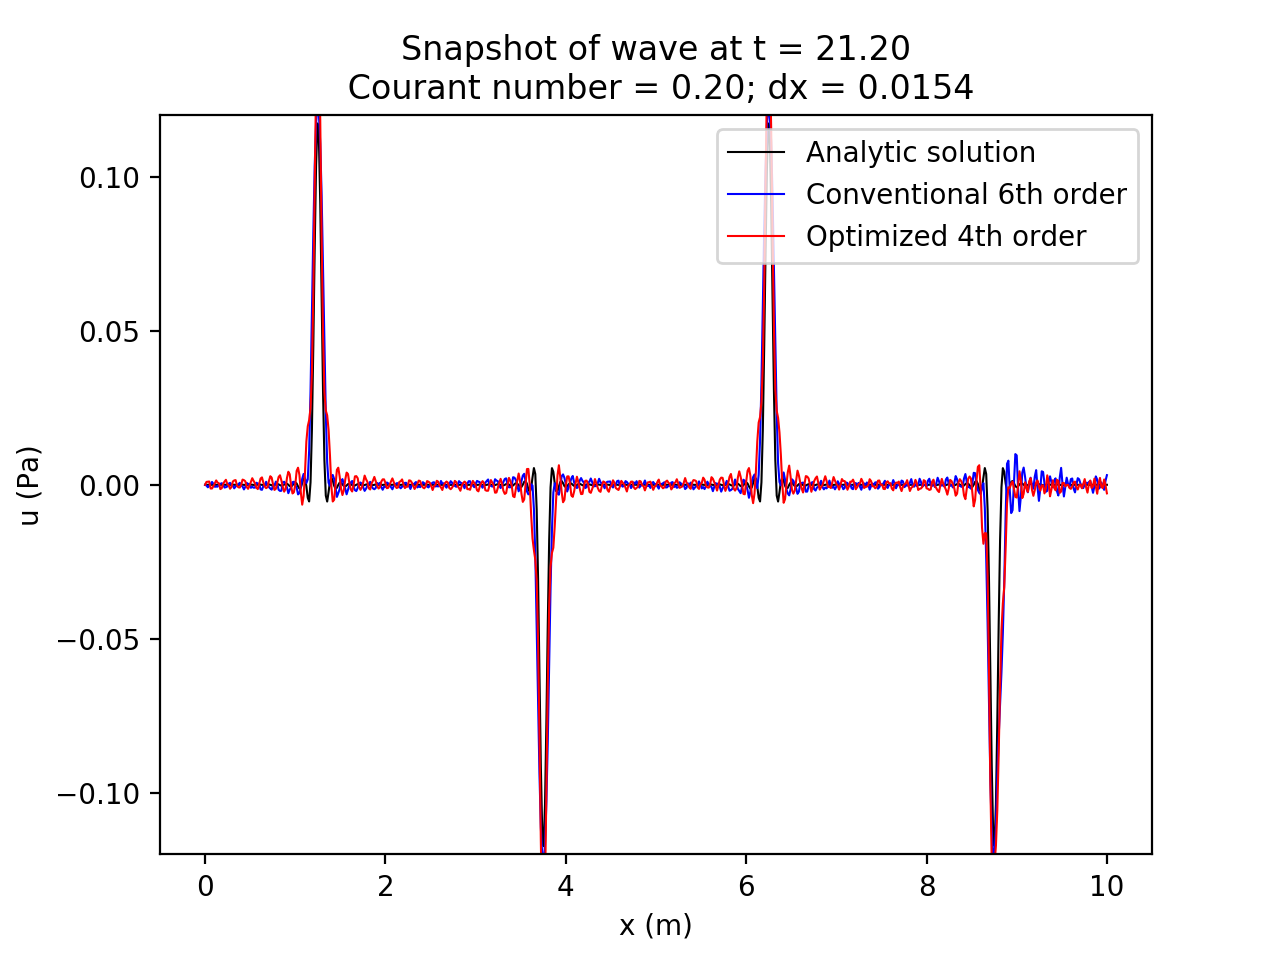 Snapshot of wave at t = 21.20
Courant number = 0.20; dx = 0.0154
Analytic solution
Conventional 6th order
Optimized 4th order
0.10
0.05
0.00
−0.05
−0.10
u (Pa)
0 2 4 6 8 10
x (m)